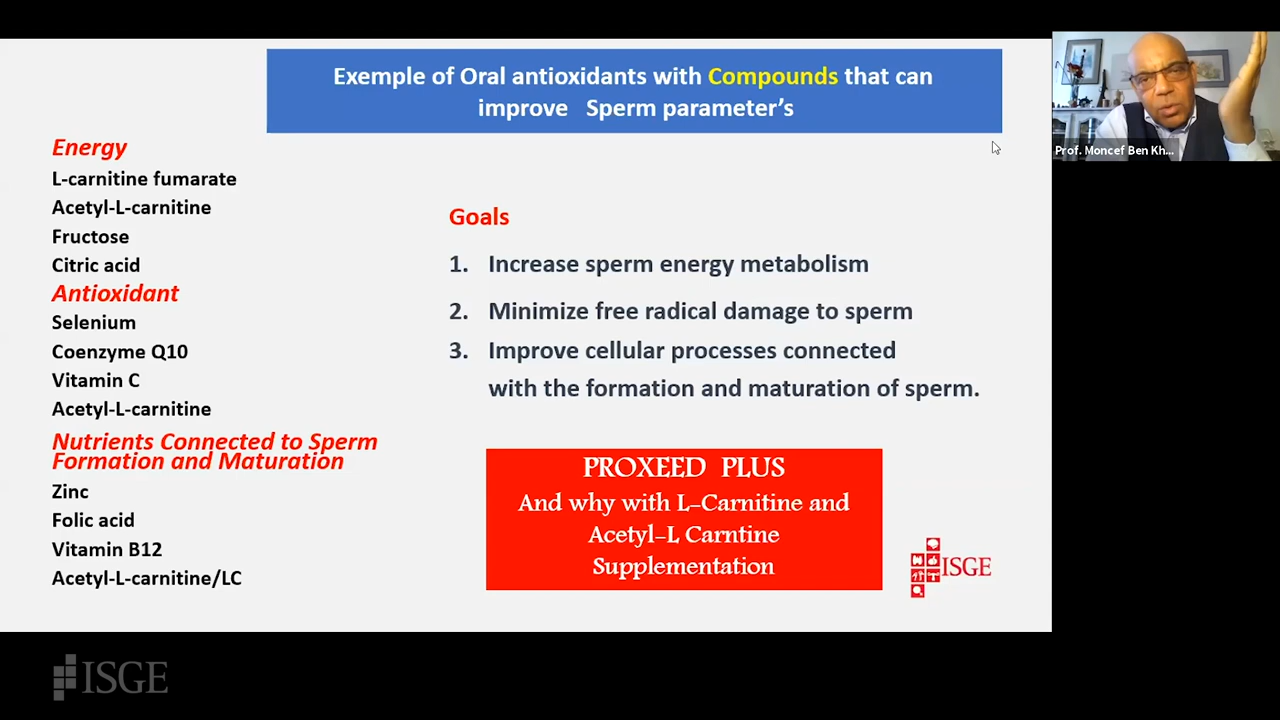 Exemple of Oral antioxidants with Compounds that can
improve Sperm parameter's
Energy
L-carnitine fumarate
Acetyl-L-carnitine
Fructose
Citric acid
Antioxidant
Selenium
Coenzyme Q10
Vitamin C
Acetyl-L-carnitine
Nutrients Connected to Sperm
Formation and Maturation
Zinc
Folic acid
Vitamin B12
Acetyl-L-carnitine/LC
Goals
1. Increase sperm energy metabolism
2. Minimize free radical damage to sperm
3. Improve cellular processes connected
with the formation and maturation of sperm.
PROXEED PLUS
And why with L-Carnitine and
Acetyl-L Carntine
Supplementation
ISGE
Prof. Moncef Ben Kh...
ISGE